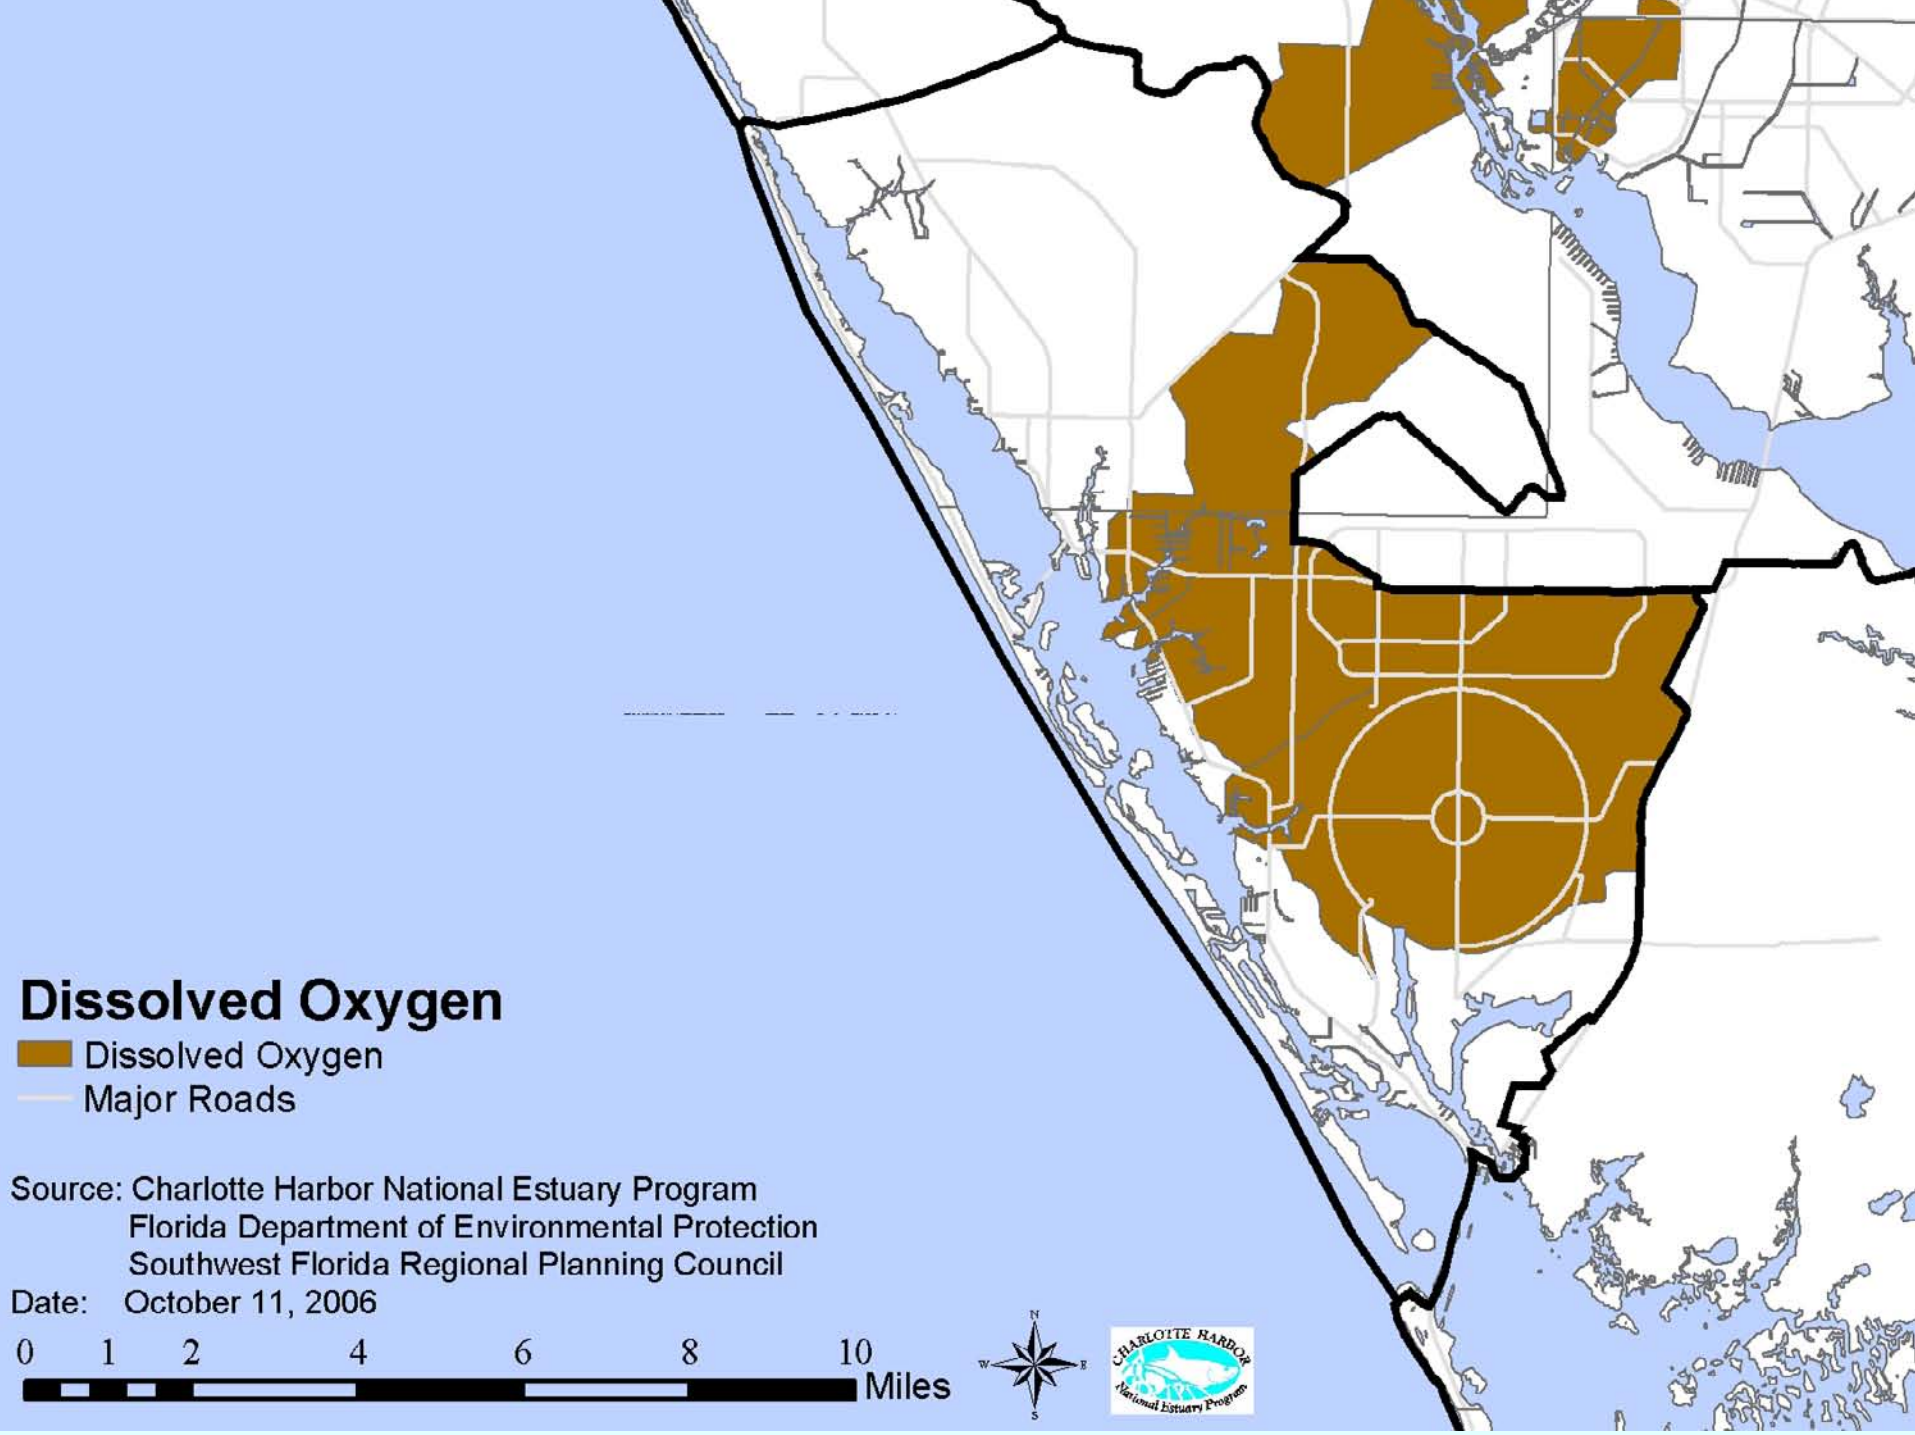 Dissolved Oxygen
Dissolved Oxygen
Major Roads
Source: Charlotte Harbor National Estuary Program
Florida Department of Environmental Protection
Southwest Florida Regional Planning Council
Date: October 11, 2006
0 1 2 4 6 8 10
Miles
N
W E
S
CHARLOTTE HARBOR
National Estuary Program